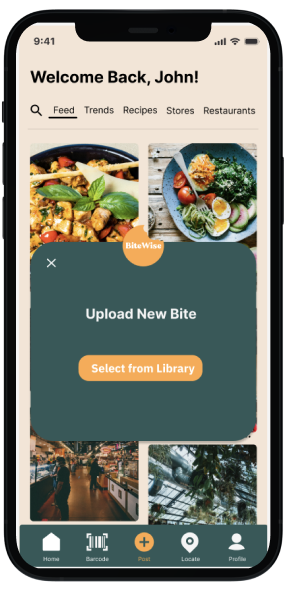 9:41
Welcome Back, John!
Feed Trends Recipes Stores Restaurants
BiteWise
Upload New Bite
Select from Library
Home Barcode Post Locate Profile